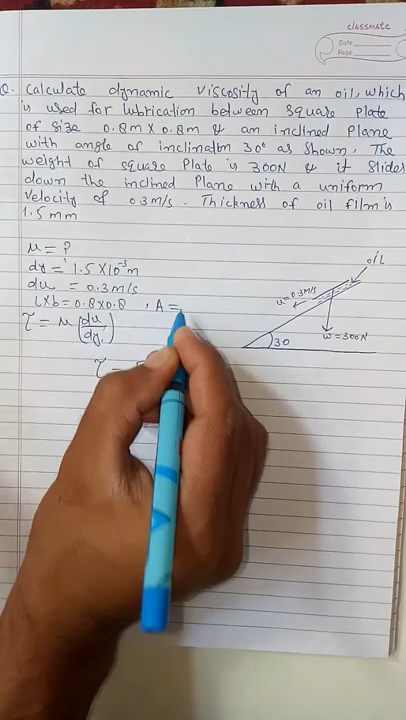 classmate
Date
Page
Q. Calculate dynamic viscosity of an oil, which
is used for lubrication between square plate
of size 0.8m x 0.8m & an inclined plane
with angle of inclination 30° as shown. The
weight of square plate is 300N & it slides
down the inclined plane with a uniform
velocity of 0.3 m/s. Thickness of oil film is
1.5 mm
μ = ?
dy = 1.5 x 10⁻³ m
du = 0.3 m/s
l x b = 0.8 x 0.8 , A =
τ = μ (du/dy)
τ =
oil
u = 0.3 m/s
w = 300N
30